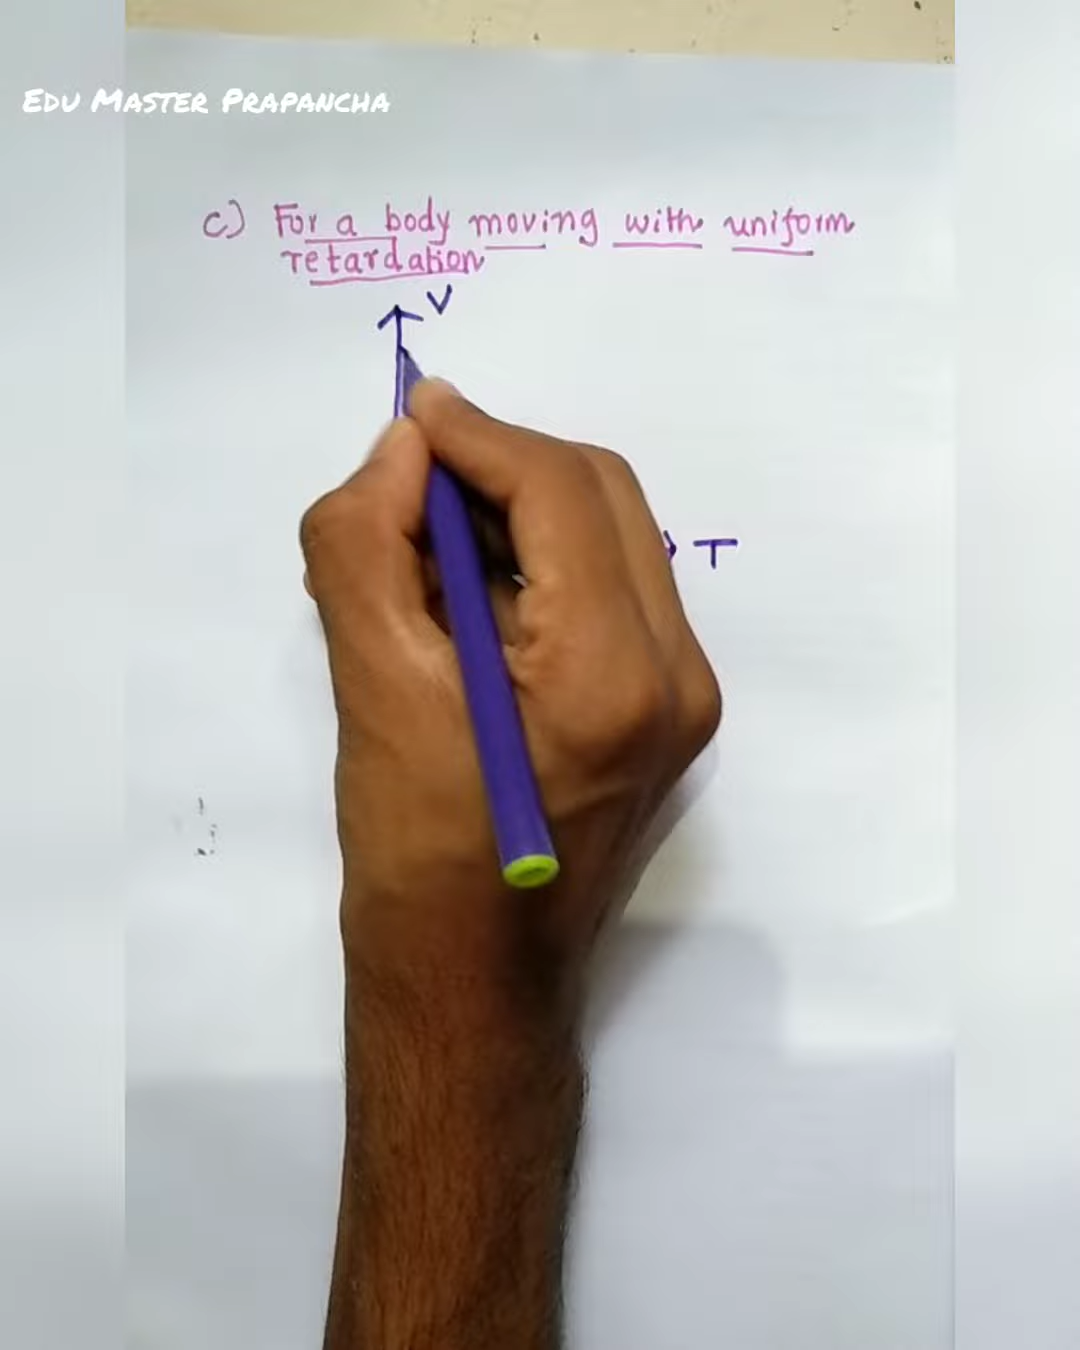 Edu Master Prapancha
c) For a body moving with uniform
retardation
V
T